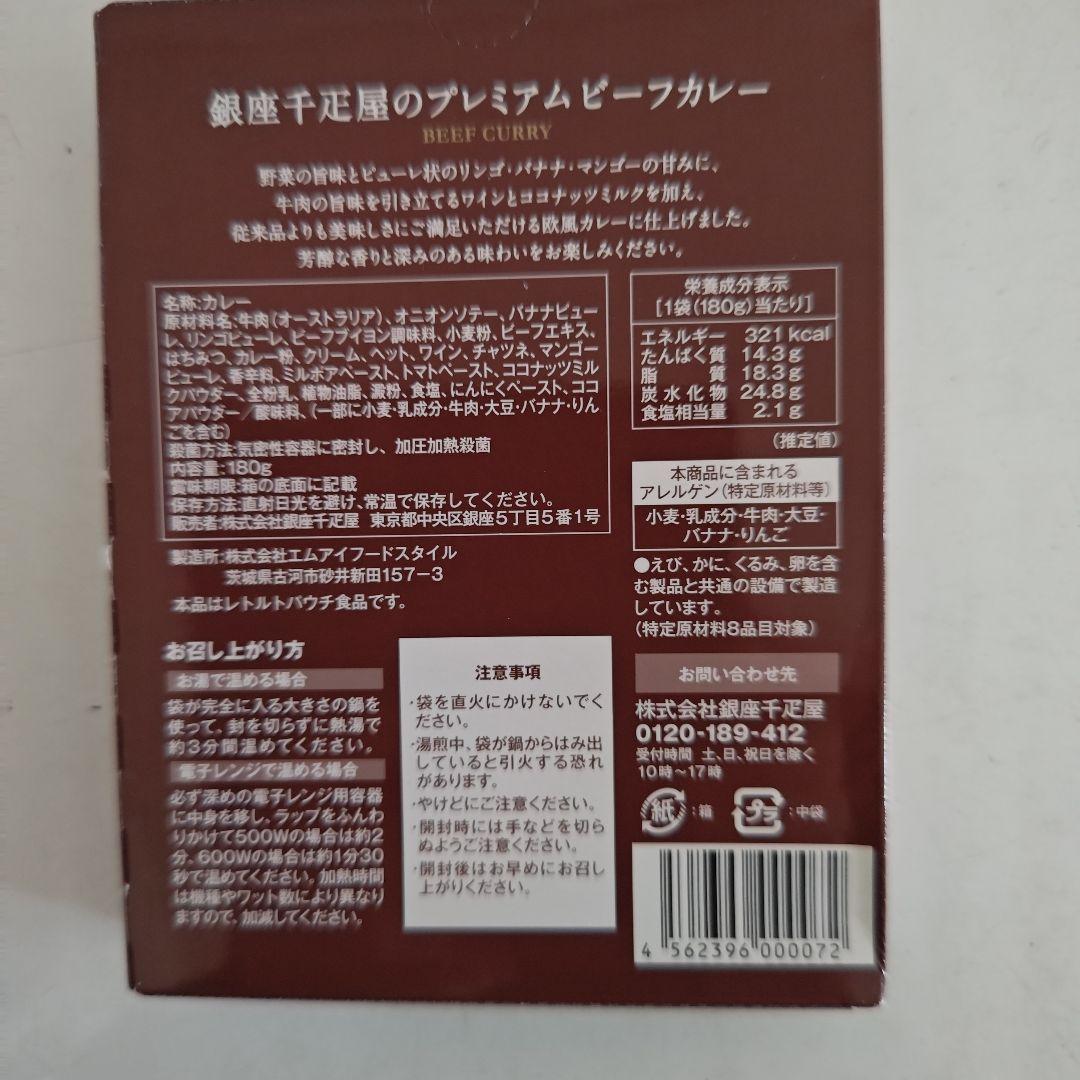 銀座千疋屋のプレミアムビーフカレー
BEEF CURRY
野菜の旨味とピューレ状のリンゴ・バナナ・マンゴーの甘みに、
牛肉の旨味を引き立てるワインとココナッツミルクを加え、
従来品よりも美味しさにご満足いただける欧風カレーに仕上げました。
芳醇な香りと深みのある味わいをお楽しみください。
名称:カレー
原材料名:牛肉(オーストラリア)、オニオンソテー、バナナピュー
レ、リンゴピューレ、ビーフブイヨン調味料、小麦粉、ビーフエキス、
はちみつ、カレー粉、クリーム、ヘット、ワイン、チャツネ、マンゴー
ピューレ、香辛料、ミルポアペースト、トマトペースト、ココナッツミル
クパウダー、全粉乳、植物油脂、澱粉、食塩、にんにくペースト、ココ
アパウダー/酸味料、(一部に小麦・乳成分・牛肉・大豆・バナナ・りん
ごを含む)
殺菌方法:気密性容器に密封し、加圧加熱殺菌
内容量:180g
賞味期限:箱の底面に記載
保存方法:直射日光を避け、常温で保存してください。
販売者:株式会社銀座千疋屋 東京都中央区銀座5丁目5番1号
製造所:株式会社エムアイフードスタイル
茨城県古河市砂井新田157-3
本品はレトルトパウチ食品です。
栄養成分表示
[1袋(180g)当たり]
エネルギー 321kcal
たんぱく質 14.3g
脂質 18.3g
炭水化物 24.8g
食塩相当量 2.1g
(推定値)
本商品に含まれる
アレルゲン(特定原材料等)
小麦・乳成分・牛肉・大豆・
バナナ・りんご
●えび、かに、くるみ、卵を含
む製品と共通の設備で製造
しています。
(特定原材料8品目対象)
お召し上がり方
お湯で温める場合
袋が完全に入る大きさの鍋を
使って、封を切らずに熱湯で
約3分間温めてください。
電子レンジで温める場合
必ず深めの電子レンジ用容器
に中身を移し、ラップをふんわ
りかけて500Wの場合は約2
分、600Wの場合は約1分30
秒で温めてください。加熱時間
は機種やワット数により異なり
ますので、加減してください。
注意事項
・袋を直火にかけないでく
ださい。
・湯煎中、袋が鍋からはみ出
していると引火する恐れ
があります。
・やけどにご注意ください。
・開封時には手などを切ら
ぬようご注意ください。
・開封後はお早めにお召し
上がりください。
お問い合わせ先
株式会社銀座千疋屋
0120-189-412
受付時間 土、日、祝日を除く
10時~17時
紙:箱 プラ:中袋
4 562396 000072